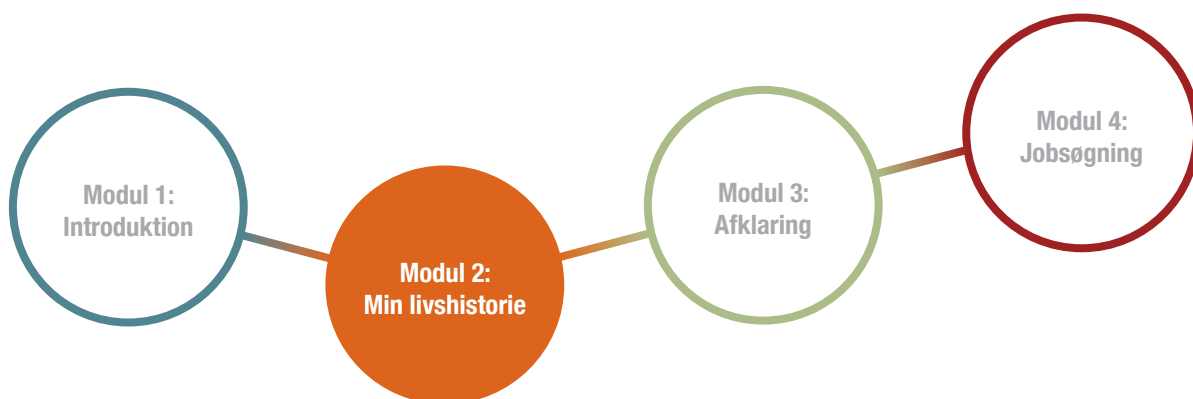 Modul 1:
Introduktion
Modul 2:
Min livshistorie
Modul 3:
Afklaring
Modul 4:
Jobsøgning